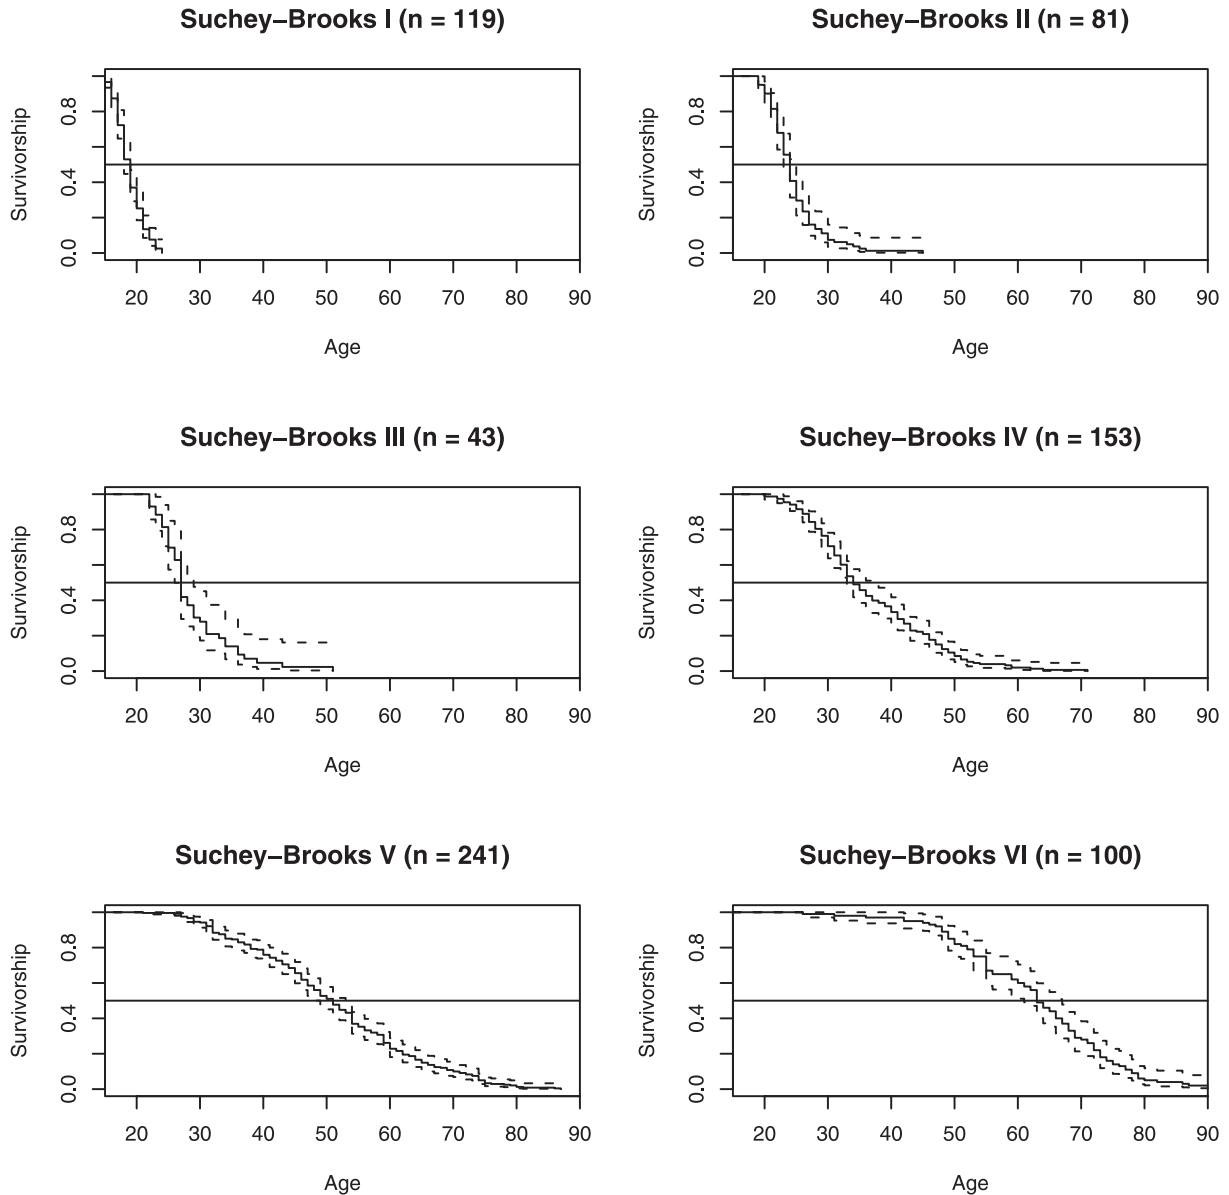 Suchey–Brooks I (n = 119)
Survivorship
0.0 0.4 0.8
20 30 40 50 60 70 80 90
Age
Suchey–Brooks II (n = 81)
Survivorship
0.0 0.4 0.8
20 30 40 50 60 70 80 90
Age
Suchey–Brooks III (n = 43)
Survivorship
0.0 0.4 0.8
20 30 40 50 60 70 80 90
Age
Suchey–Brooks IV (n = 153)
Survivorship
0.0 0.4 0.8
20 30 40 50 60 70 80 90
Age
Suchey–Brooks V (n = 241)
Survivorship
0.0 0.4 0.8
20 30 40 50 60 70 80 90
Age
Suchey–Brooks VI (n = 100)
Survivorship
0.0 0.4 0.8
20 30 40 50 60 70 80 90
Age